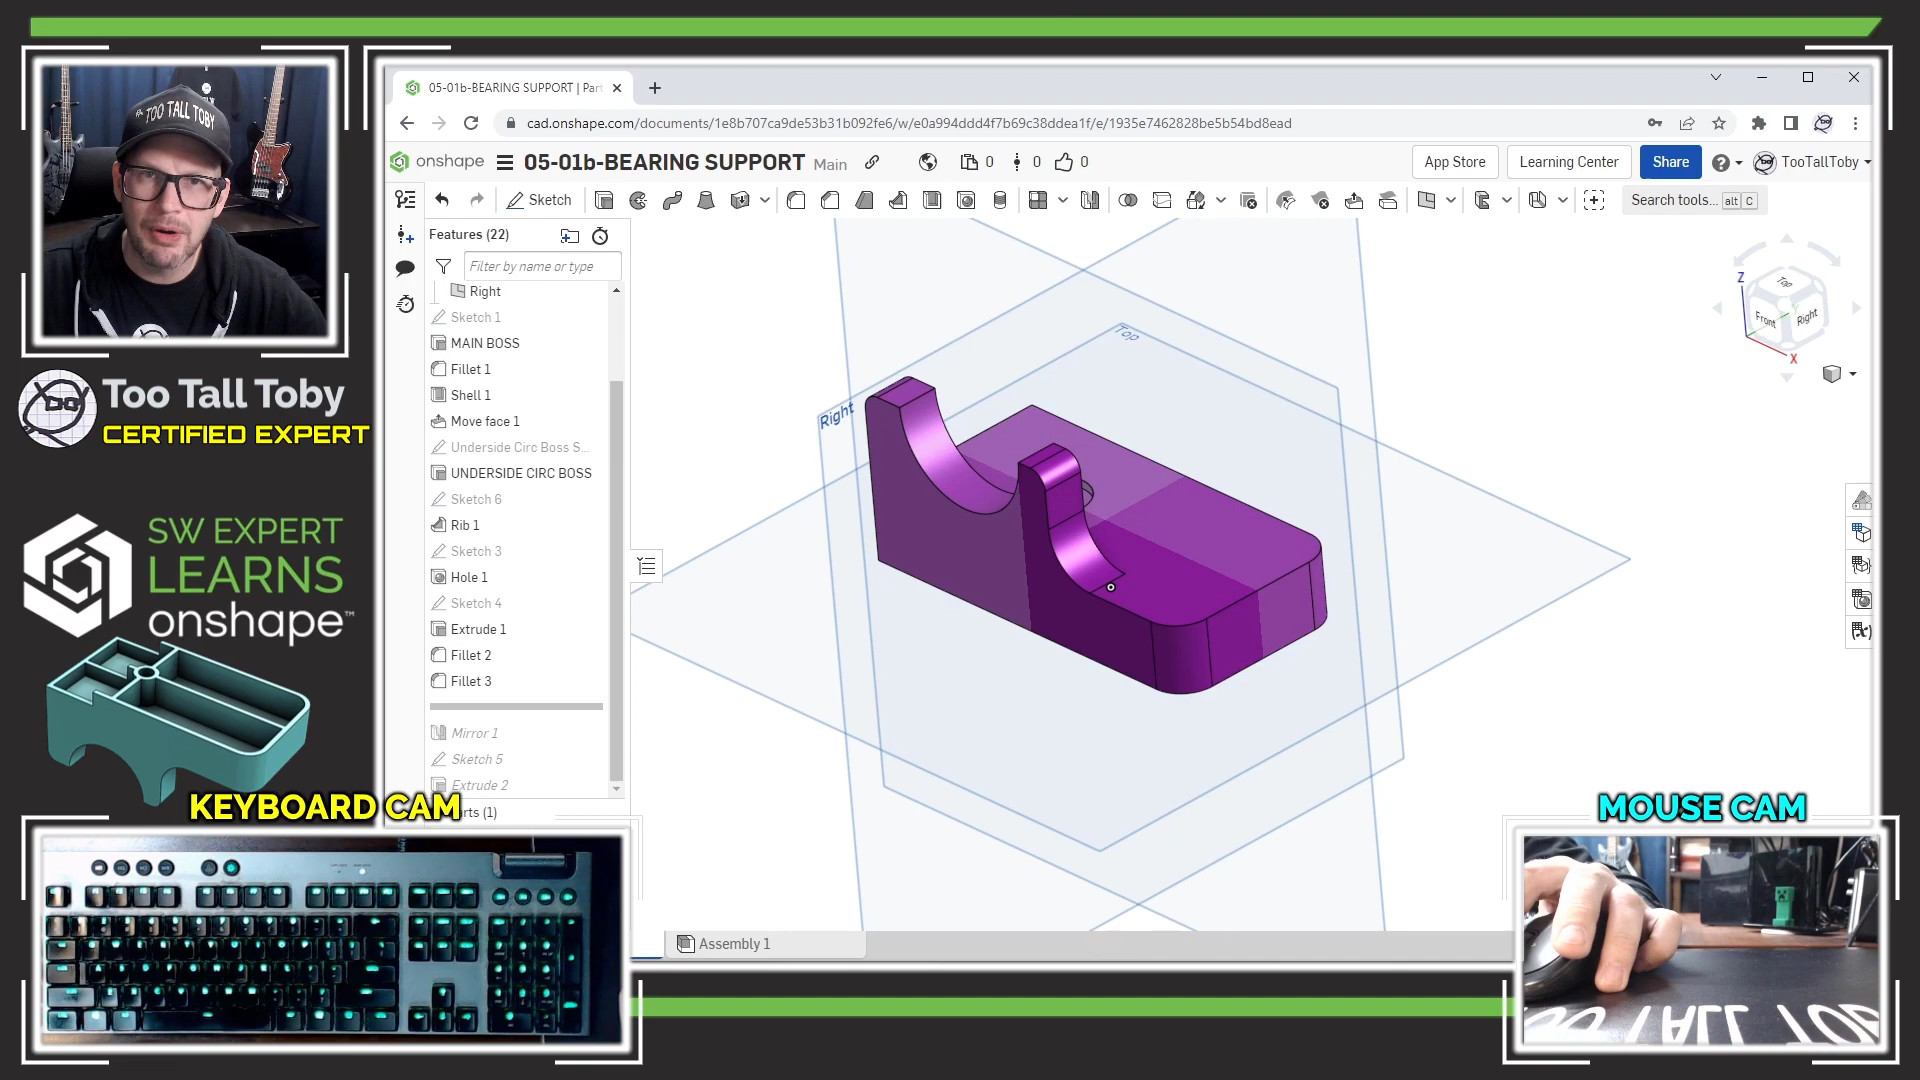 TOO TALL TOBY
Too Tall Toby
CERTIFIED EXPERT
SW EXPERT
LEARNS
onshape™
KEYBOARD CAM
05-01b-BEARING SUPPORT | Par
cad.onshape.com/documents/1e8b707ca9de53b31b092fe6/w/e0a994ddd4f7b69c38ddea1f/e/1935e7462828be5b54bd8ead
onshape
05-01b-BEARING SUPPORT Main
0
0
0
App Store
Learning Center
Share
TooTallToby
Sketch
Search tools... alt C
Features (22)
Filter by name or type
Right
Sketch 1
MAIN BOSS
Fillet 1
Shell 1
Move face 1
Underside Circ Boss S...
UNDERSIDE CIRC BOSS
Sketch 6
Rib 1
Sketch 3
Hole 1
Sketch 4
Extrude 1
Fillet 2
Fillet 3
Mirror 1
Sketch 5
Extrude 2
rts (1)
Top
Right
Z
Top
Front
Right
X
Assembly 1
MOUSE CAM
TOO TALL TOB